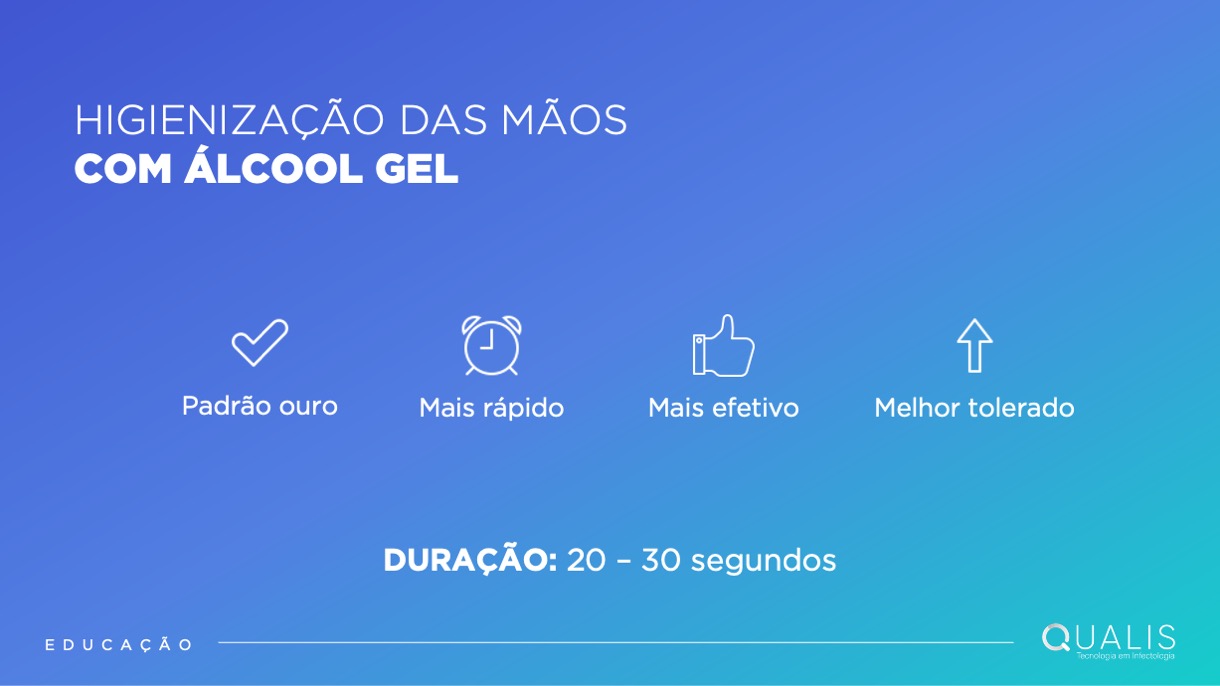 HIGIENIZAÇÃO DAS MÃOS
COM ÁLCOOL GEL
Padrão ouro
Mais rápido
Mais efetivo
Melhor tolerado
DURAÇÃO: 20 – 30 segundos
EDUCAÇÃO
QUALIS
Tecnologia em Infectologia